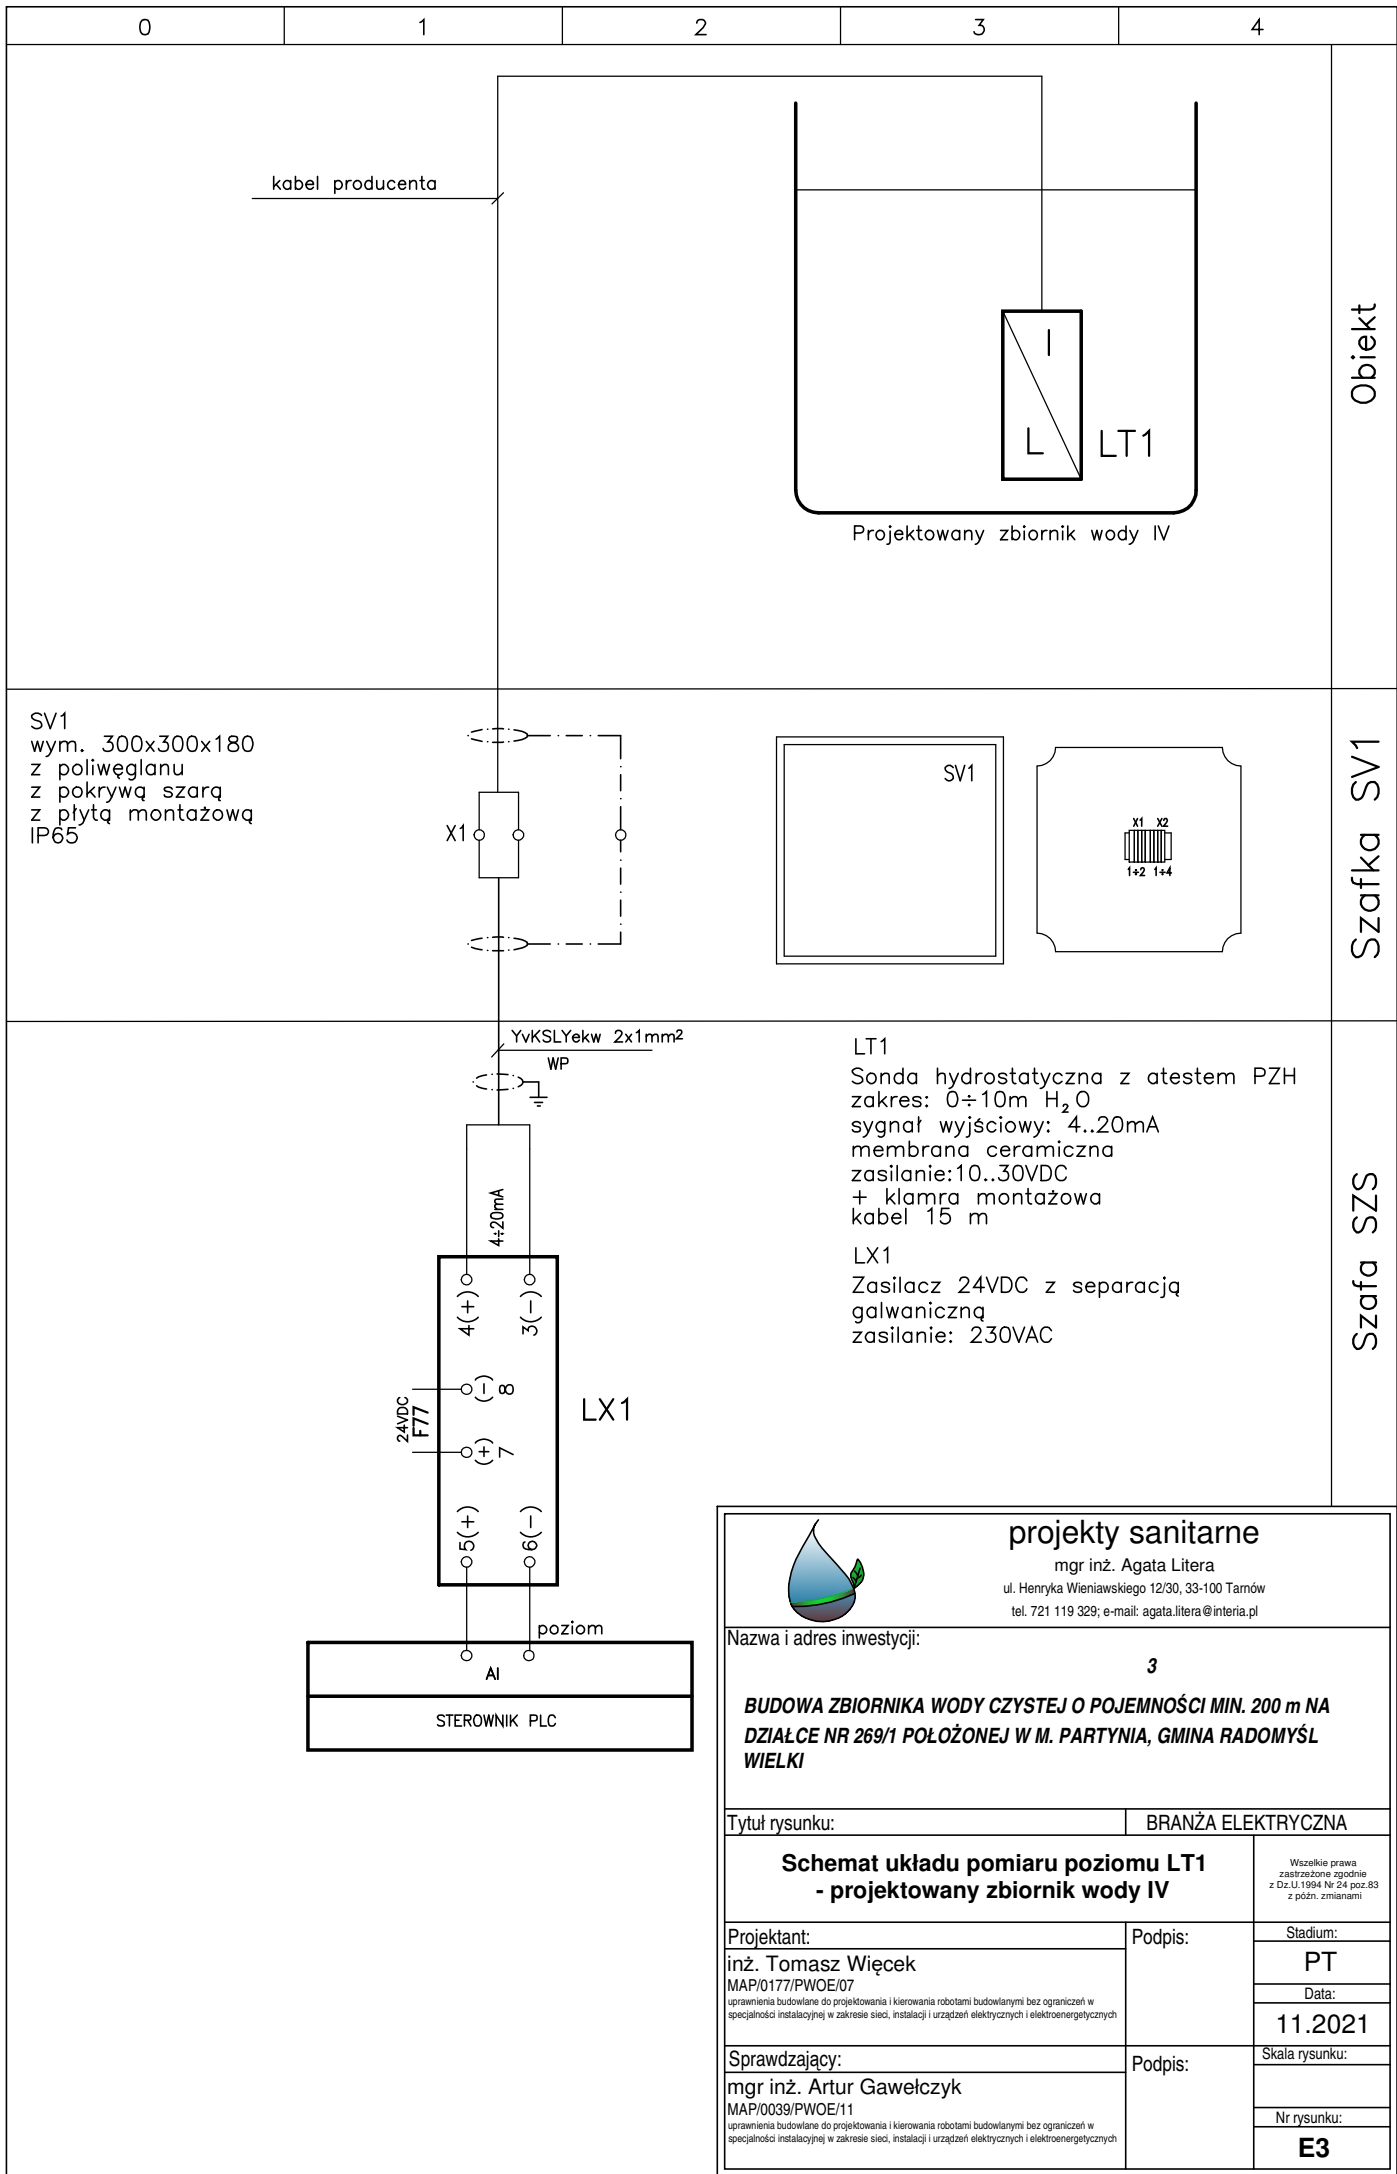 0
1
2
3
4
kabel producenta
I
L
LT1
Projektowany zbiornik wody IV
Obiekt
SV1
wym. 300x300x180
z poliwęglanu
z pokrywą szarą
z płytą montażową
IP65
X1
SV1
X1 X2
1÷2 1÷4
Szafka SV1
YvKSLYekw 2x1mm²
WP
4÷20mA
4(+)
3(−)
(−) 8
(+) 7
24VDC
F77
5(+)
6(−)
LX1
poziom
AI
STEROWNIK PLC
LT1
Sonda hydrostatyczna z atestem PZH
zakres: 0÷10m H₂O
sygnał wyjściowy: 4..20mA
membrana ceramiczna
zasilanie:10..30VDC
+ klamra montażowa
kabel 15 m
LX1
Zasilacz 24VDC z separacją
galwaniczną
zasilanie: 230VAC
Szafa SZS
projekty sanitarne
mgr inż. Agata Litera
ul. Henryka Wieniawskiego 12/30, 33-100 Tarnów
tel. 721 119 329; e-mail: agata.litera@interia.pl
Nazwa i adres inwestycji:
3
BUDOWA ZBIORNIKA WODY CZYSTEJ O POJEMNOŚCI MIN. 200 m NA
DZIAŁCE NR 269/1 POŁOŻONEJ W M. PARTYNIA, GMINA RADOMYŚL
WIELKI
Tytuł rysunku:
BRANŻA ELEKTRYCZNA
Schemat układu pomiaru poziomu LT1
- projektowany zbiornik wody IV
Wszelkie prawa
zastrzeżone zgodnie
z Dz.U.1994 Nr 24 poz.83
z późn. zmianami
Projektant:
inż. Tomasz Więcek
MAP/0177/PWOE/07
uprawnienia budowlane do projektowania i kierowania robotami budowlanymi bez ograniczeń w
specjalności instalacyjnej w zakresie sieci, instalacji i urządzeń elektrycznych i elektroenergetycznych
Podpis:
Stadium:
PT
Data:
11.2021
Sprawdzający:
mgr inż. Artur Gawełczyk
MAP/0039/PWOE/11
uprawnienia budowlane do projektowania i kierowania robotami budowlanymi bez ograniczeń w
specjalności instalacyjnej w zakresie sieci, instalacji i urządzeń elektrycznych i elektroenergetycznych
Podpis:
Skala rysunku:
Nr rysunku:
E3